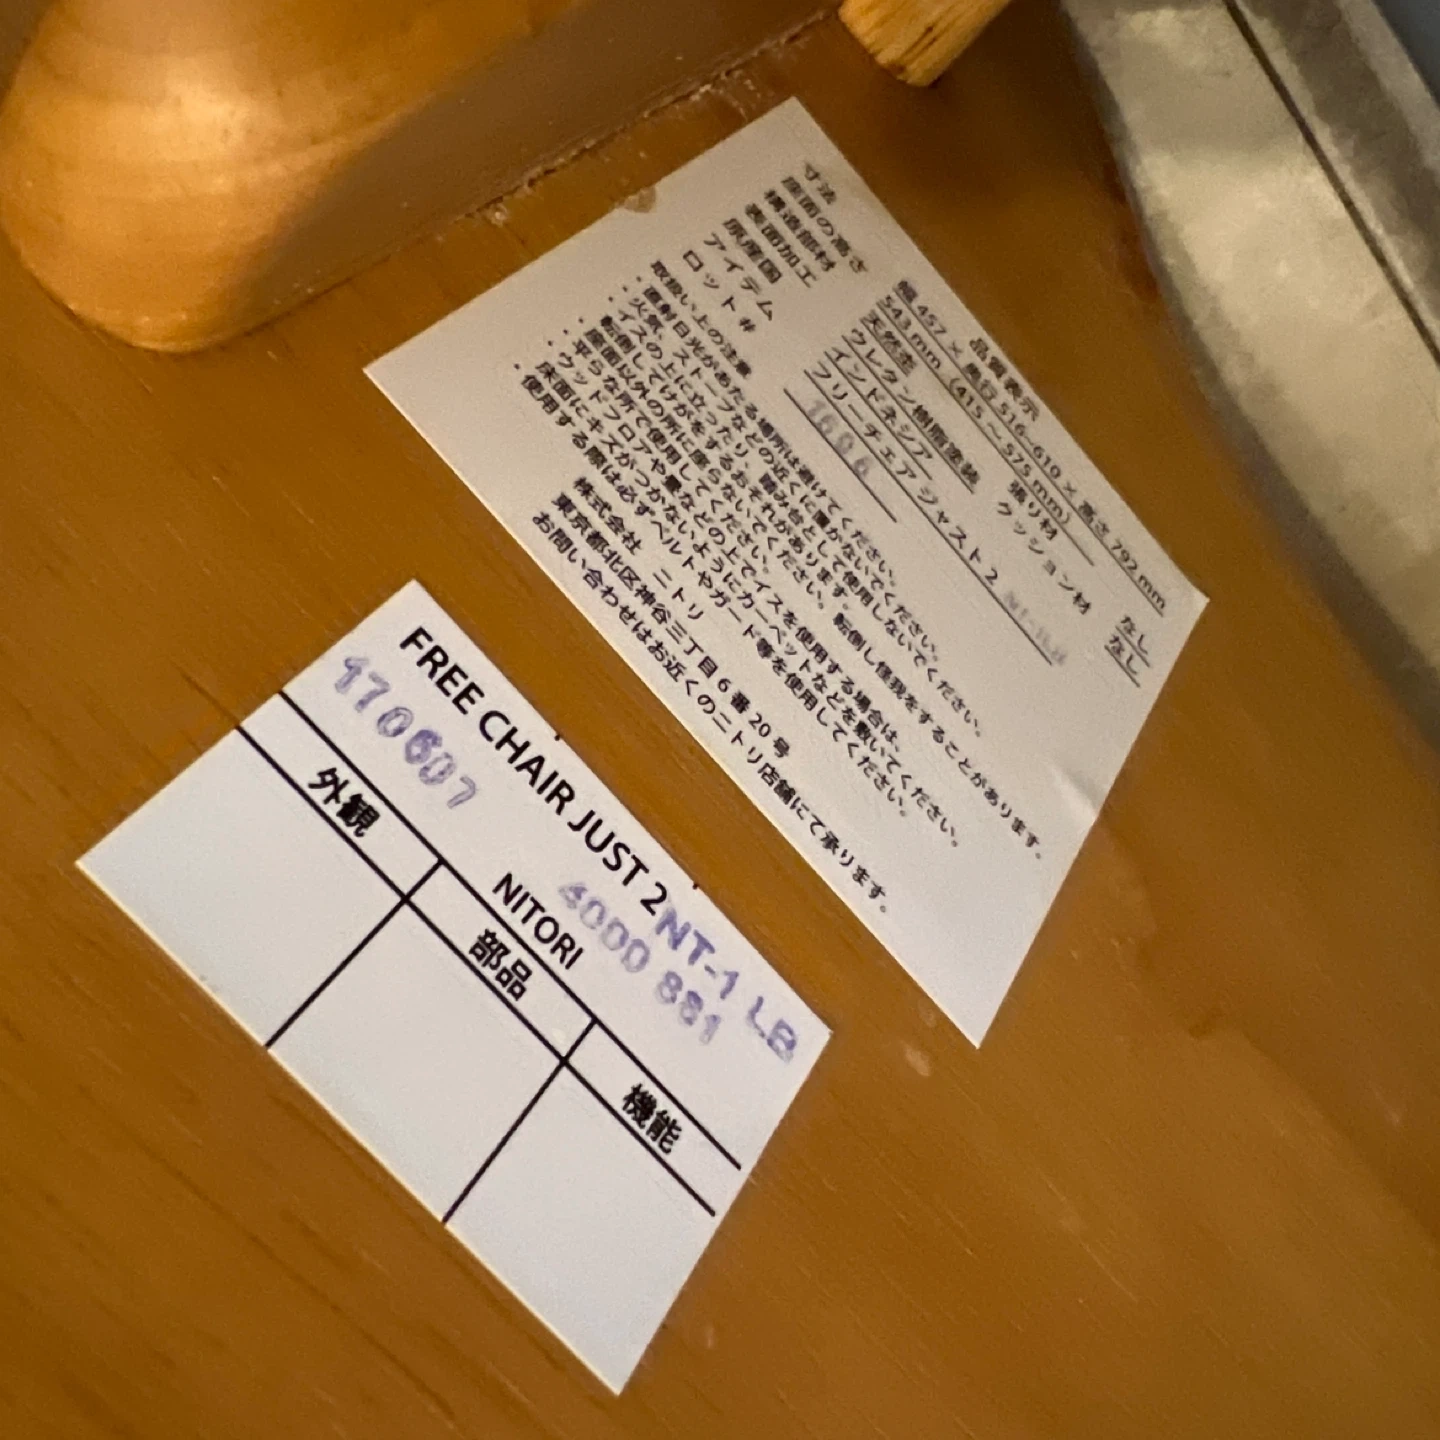 品質表示
寸法 幅 457 × 奥行 516~610 × 高さ 792 mm
座面の高さ 543 mm (415 ~ 575 mm)
構造部材 天然木 張り材 なし
表面加工 ウレタン樹脂塗装 クッション材 なし
原産国 インドネシア
アイテム フリーチェア ジャスト 2
ロット # 1606
取扱い上の注意
・直射日光があたる場所は避けてください。
・火気、ストーブなどの近くに置かないでください。
・イスの上に立ったり、踏み台として使用しないでください。
転倒してけがをするおそれがあります。
・座面以外の所に座らないでください。転倒し怪我をすることがあります。
・平らな所で使用してください。
・ウッドフロアや畳などの上でイスを使用する場合は、
床面にキズがつかないようにカーペットなどを敷いてください。
・使用する際は必ずベルトやガード等を使用してください。
株式会社 ニトリ
東京都北区神谷三丁目 6 番 20 号
お問い合わせはお近くのニトリ店舗にて承ります。
FREE CHAIR JUST 2 NT-1 LB
170607 NITORI 4000 881
外観 部品 機能